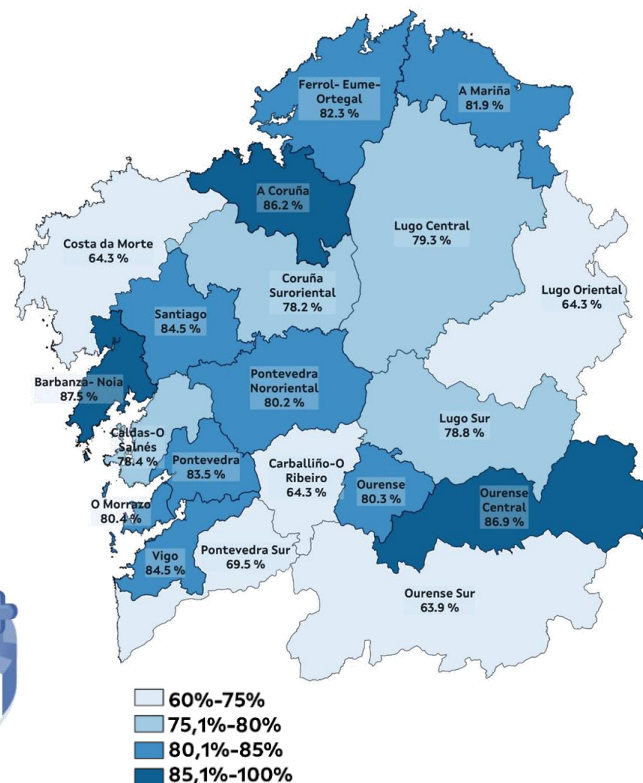 Ferrol- Eume-
Ortegal
82.3 %
A Mariña
81.9 %
A Coruña
86.2 %
Lugo Central
79.3 %
Costa da Morte
64.3 %
Coruña
Suroriental
78.2 %
Lugo Oriental
64.3 %
Santiago
84.5 %
Barbanza- Noia
87.5 %
Pontevedra
Nororiental
80.2 %
Caldas-O
Salnés
78.4 %
Lugo Sur
78.8 %
Pontevedra
83.5 %
Carballiño-O
Ribeiro
64.3 %
Ourense
80.3 %
Ourense
Central
86.9 %
O Morrazo
80.4 %
Vigo
84.5 %
Pontevedra Sur
69.5 %
Ourense Sur
63.9 %
60%-75%
75,1%-80%
80,1%-85%
85,1%-100%